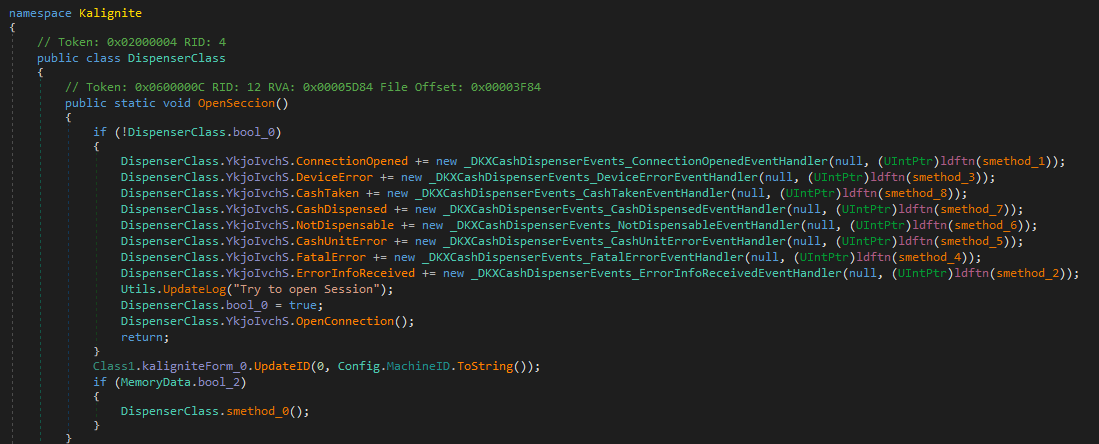 namespace Kalignite
{
// Token: 0x02000004 RID: 4
public class DispenserClass
{
// Token: 0x0600000C RID: 12 RVA: 0x00005D84 File Offset: 0x00003F84
public static void OpenSeccion()
{
if (!DispenserClass.bool_0)
{
DispenserClass.YkjoIvchS.ConnectionOpened += new _DKXCashDispenserEvents_ConnectionOpenedEventHandler(null, (UIntPtr)ldftn(smethod_1));
DispenserClass.YkjoIvchS.DeviceError += new _DKXCashDispenserEvents_DeviceErrorEventHandler(null, (UIntPtr)ldftn(smethod_3));
DispenserClass.YkjoIvchS.CashTaken += new _DKXCashDispenserEvents_CashTakenEventHandler(null, (UIntPtr)ldftn(smethod_8));
DispenserClass.YkjoIvchS.CashDispensed += new _DKXCashDispenserEvents_CashDispensedEventHandler(null, (UIntPtr)ldftn(smethod_7));
DispenserClass.YkjoIvchS.NotDispensable += new _DKXCashDispenserEvents_NotDispensableEventHandler(null, (UIntPtr)ldftn(smethod_6));
DispenserClass.YkjoIvchS.CashUnitError += new _DKXCashDispenserEvents_CashUnitErrorEventHandler(null, (UIntPtr)ldftn(smethod_5));
DispenserClass.YkjoIvchS.FatalError += new _DKXCashDispenserEvents_FatalErrorEventHandler(null, (UIntPtr)ldftn(smethod_4));
DispenserClass.YkjoIvchS.ErrorInfoReceived += new _DKXCashDispenserEvents_ErrorInfoReceivedEventHandler(null, (UIntPtr)ldftn(smethod_2));
Utils.UpdateLog("Try to open Session");
DispenserClass.bool_0 = true;
DispenserClass.YkjoIvchS.OpenConnection();
return;
}
Class1.kaligniteForm_0.UpdateID(0, Config.MachineID.ToString());
if (MemoryData.bool_2)
{
DispenserClass.smethod_0();
}
}